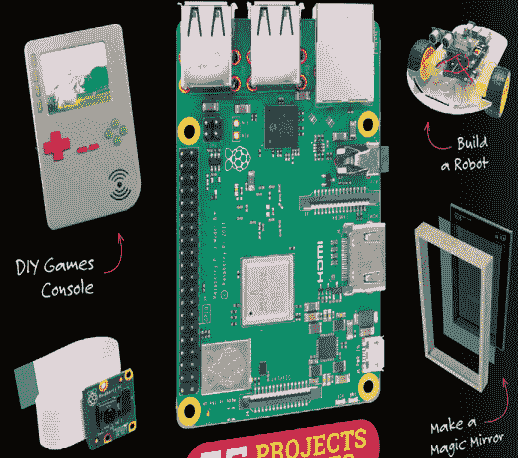 Build
a Robot
DIY Games
Console
HDMI
Make a
Magic Mirror
PROJECTS